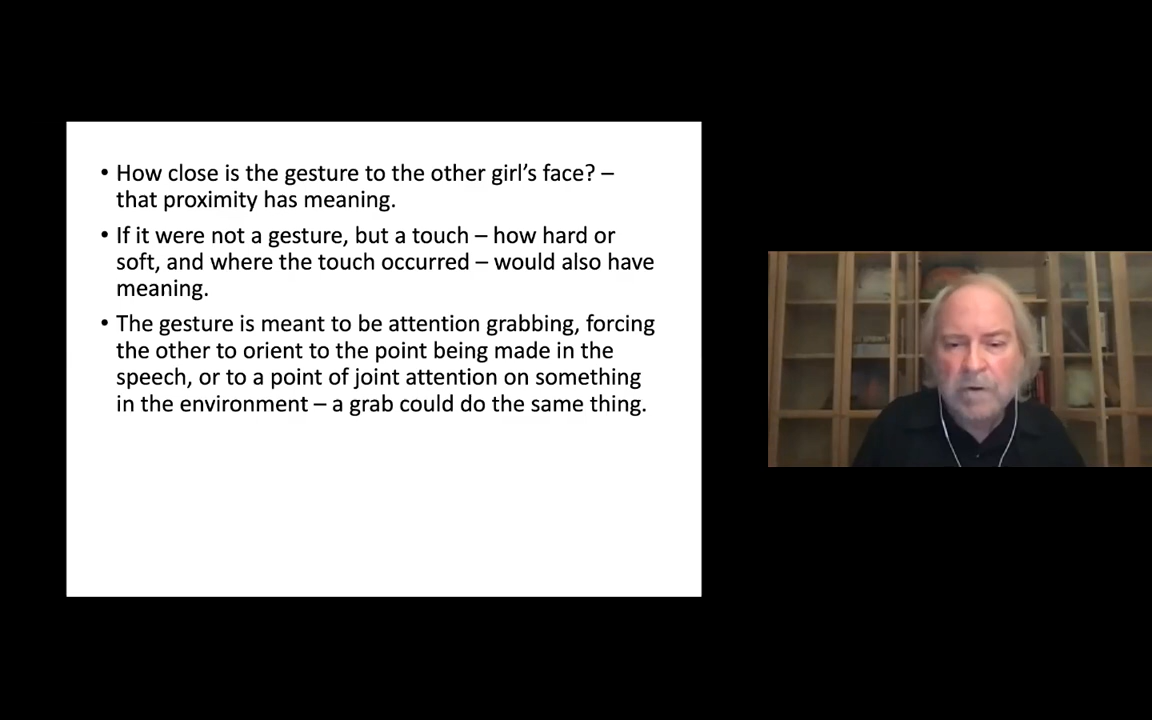 • How close is the gesture to the other girl’s face? –
that proximity has meaning.
• If it were not a gesture, but a touch – how hard or
soft, and where the touch occurred – would also have
meaning.
• The gesture is meant to be attention grabbing, forcing
the other to orient to the point being made in the
speech, or to a point of joint attention on something
in the environment – a grab could do the same thing.